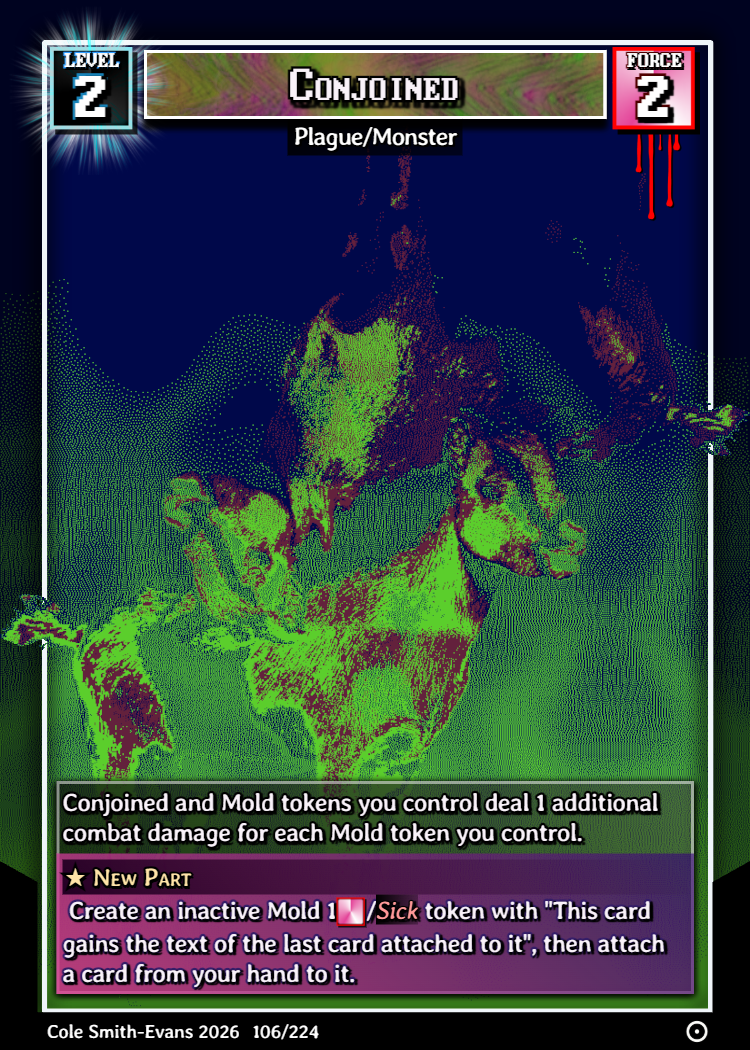 LEVEL
2
CONJOINED
FORCE
2
Plague/Monster
Conjoined and Mold tokens you control deal 1 additional
combat damage for each Mold token you control.
★ NEW PART
Create an inactive Mold 1/Sick token with "This card
gains the text of the last card attached to it", then attach
a card from your hand to it.
Cole Smith-Evans 2026 106/224